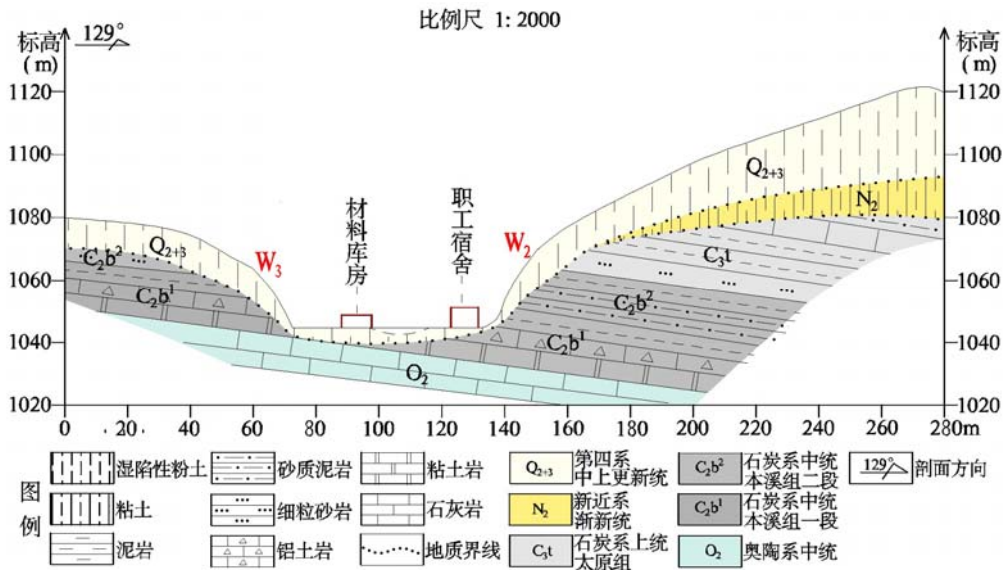 比例尺 1: 2000
标高
(m)
129°
标高
(m)
1120
1100
1080
1060
1040
1020
1120
1100
1080
1060
1040
1020
Q2+3
N2
C3t
C2b2
C2b1
O2
Q2+3
C2b2
C2b1
W3
W2
材料库房
职工宿舍
0 20 40 60 80 100 120 140 160 180 200 220 240 260 280m
图例
湿陷性粉土
砂质泥岩
粘土岩
Q2+3 第四系
中上更新统
C2b2 石炭系中统
本溪组二段
129° 剖面方向
粘土
细粒砂岩
石灰岩
N2 新近系
渐新统
C2b1 石炭系中统
本溪组一段
泥岩
铝土岩
地质界线
C3t 石炭系上统
太原组
O2 奥陶系中统